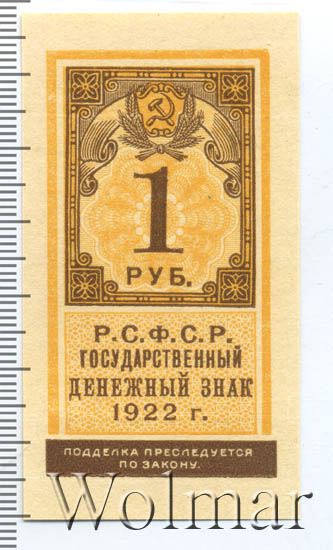 1
РУБ.
Р.С.Ф.С.Р.
ГОСУДАРСТВЕННЫЙ
ДЕНЕЖНЫЙ ЗНАК
1922 г.
ПОДДЕЛКА ПРЕСЛЕДУЕТСЯ
ПО ЗАКОНУ.
Wolmar